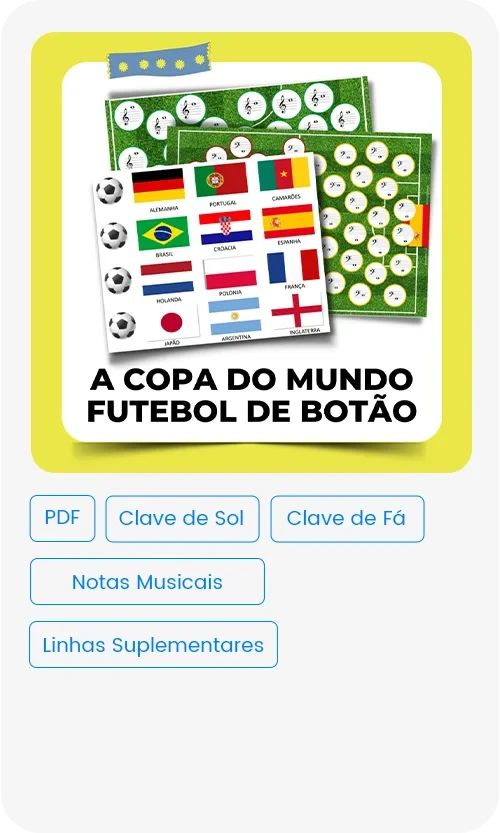 ALEMANHA
PORTUGAL
CAMARÕES
BRASIL
CROÁCIA
ESPANHA
HOLANDA
POLONIA
FRANÇA
JAPÃO
ARGENTINA
INGLATERRA
A COPA DO MUNDO
FUTEBOL DE BOTÃO
PDF
Clave de Sol
Clave de Fá
Notas Musicais
Linhas Suplementares